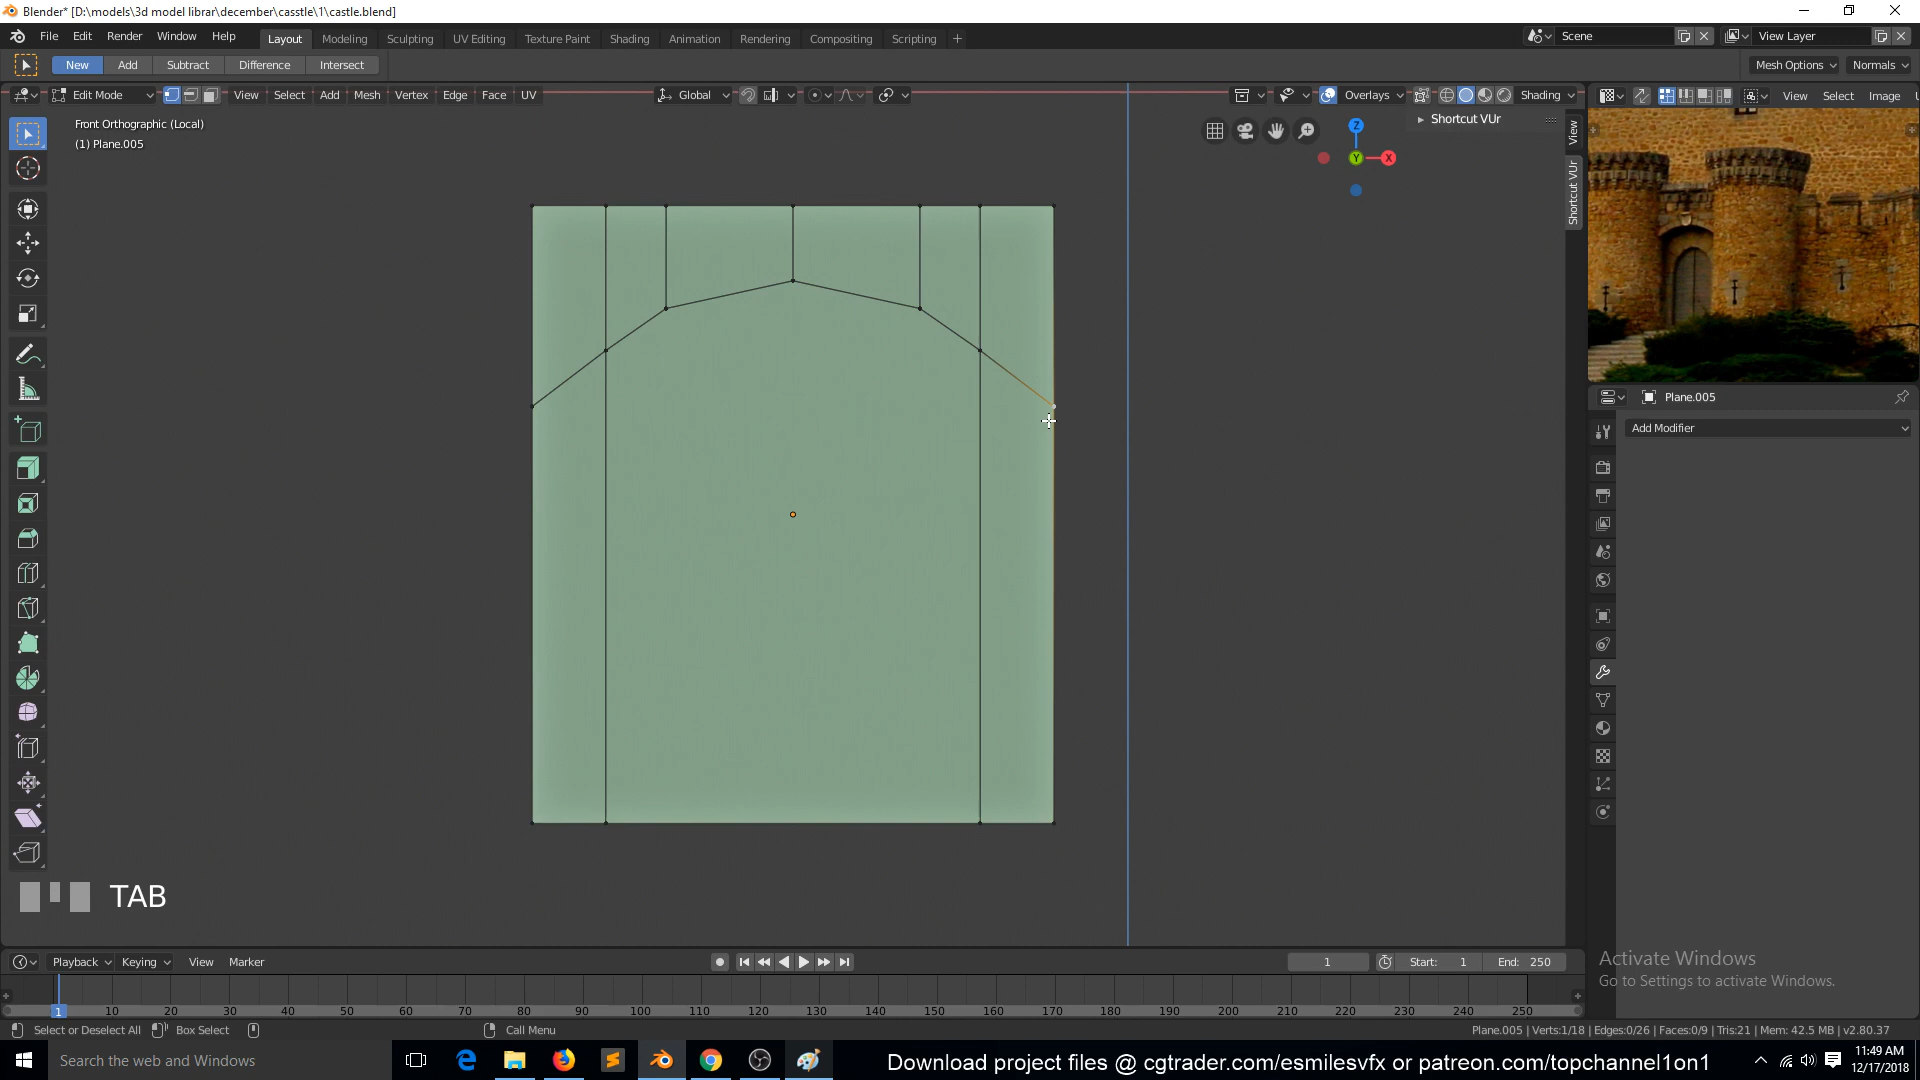 Blender* [D:\models\3d model librar\december\casstle\1\castle.blend]
File Edit Render Window Help Layout Modeling Sculpting UV Editing Texture Paint Shading Animation Rendering Compositing Scripting + Scene View Layer
New Add Subtract Difference Intersect Mesh Options Normals
Edit Mode View Select Add Mesh Vertex Edge Face UV Global Overlays Shading View Select Image
Front Orthographic (Local)
(1) Plane.005
Shortcut VUr
View
Shortcut VUr
Z
Y
X
Plane.005
Add Modifier
TAB
Playback Keying View Marker 1 Start: 1 End: 250
1 10 20 30 40 50 60 70 80 90 100 110 120 130 140 150 160 170 180 190 200 210 220 230 240 250
Activate Windows
Go to Settings to activate Windows.
Select or Deselect All Box Select Call Menu Plane.005 | Verts:1/18 | Edges:0/26 | Faces:0/9 | Tris:21 | Mem: 42.5 MB | v2.80.37
Search the web and Windows
Download project files @ cgtrader.com/esmilesvfx or patreon.com/topchannel1on1
11:49 AM
12/17/2018